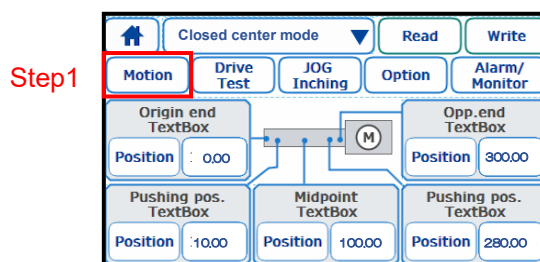 Closed center mode
Read
Write
Step1
Motion
Drive
Test
JOG
Inching
Option
Alarm/
Monitor
Origin end
TextBox
Position
0.00
M
Opp.end
TextBox
Position
300.00
Pushing pos.
TextBox
Position
10.00
Midpoint
TextBox
Position
100.00
Pushing pos.
TextBox
Position
280.00